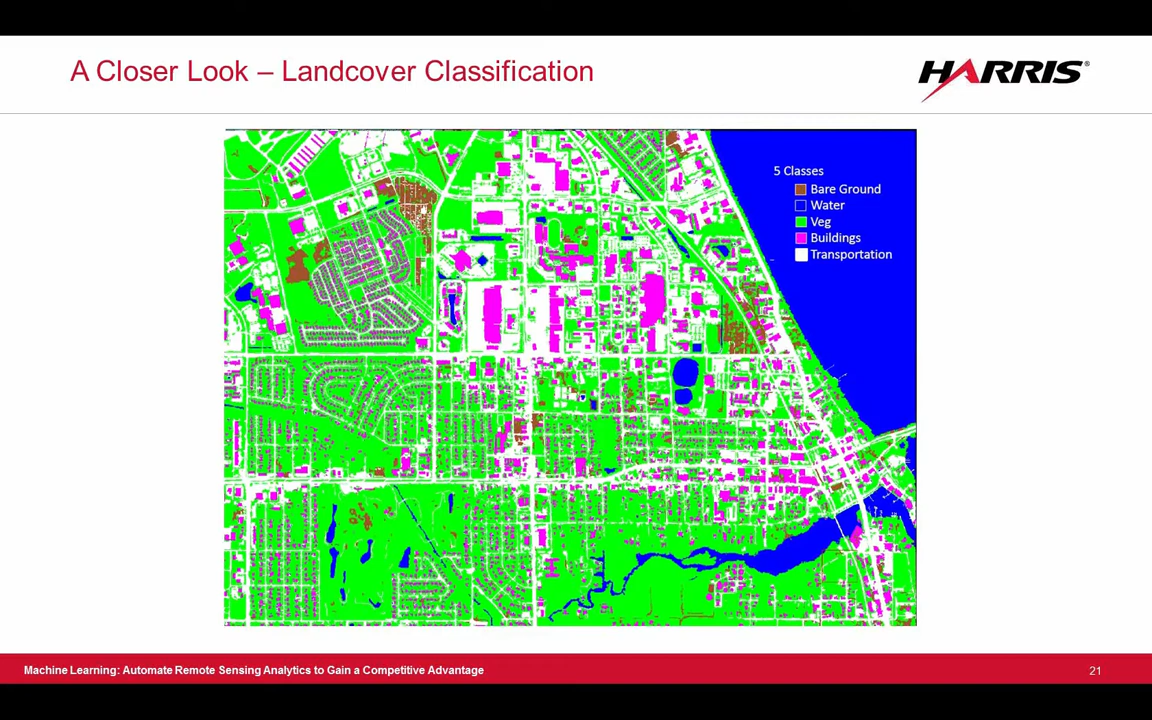 A Closer Look – Landcover Classification
HARRIS®
5 Classes
Bare Ground
Water
Veg
Buildings
Transportation
Machine Learning: Automate Remote Sensing Analytics to Gain a Competitive Advantage
21